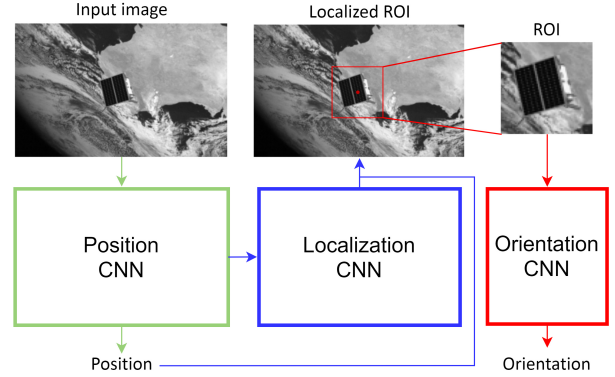 Input image
Localized ROI
ROI
Position
CNN
Localization
CNN
Orientation
CNN
Position
Orientation